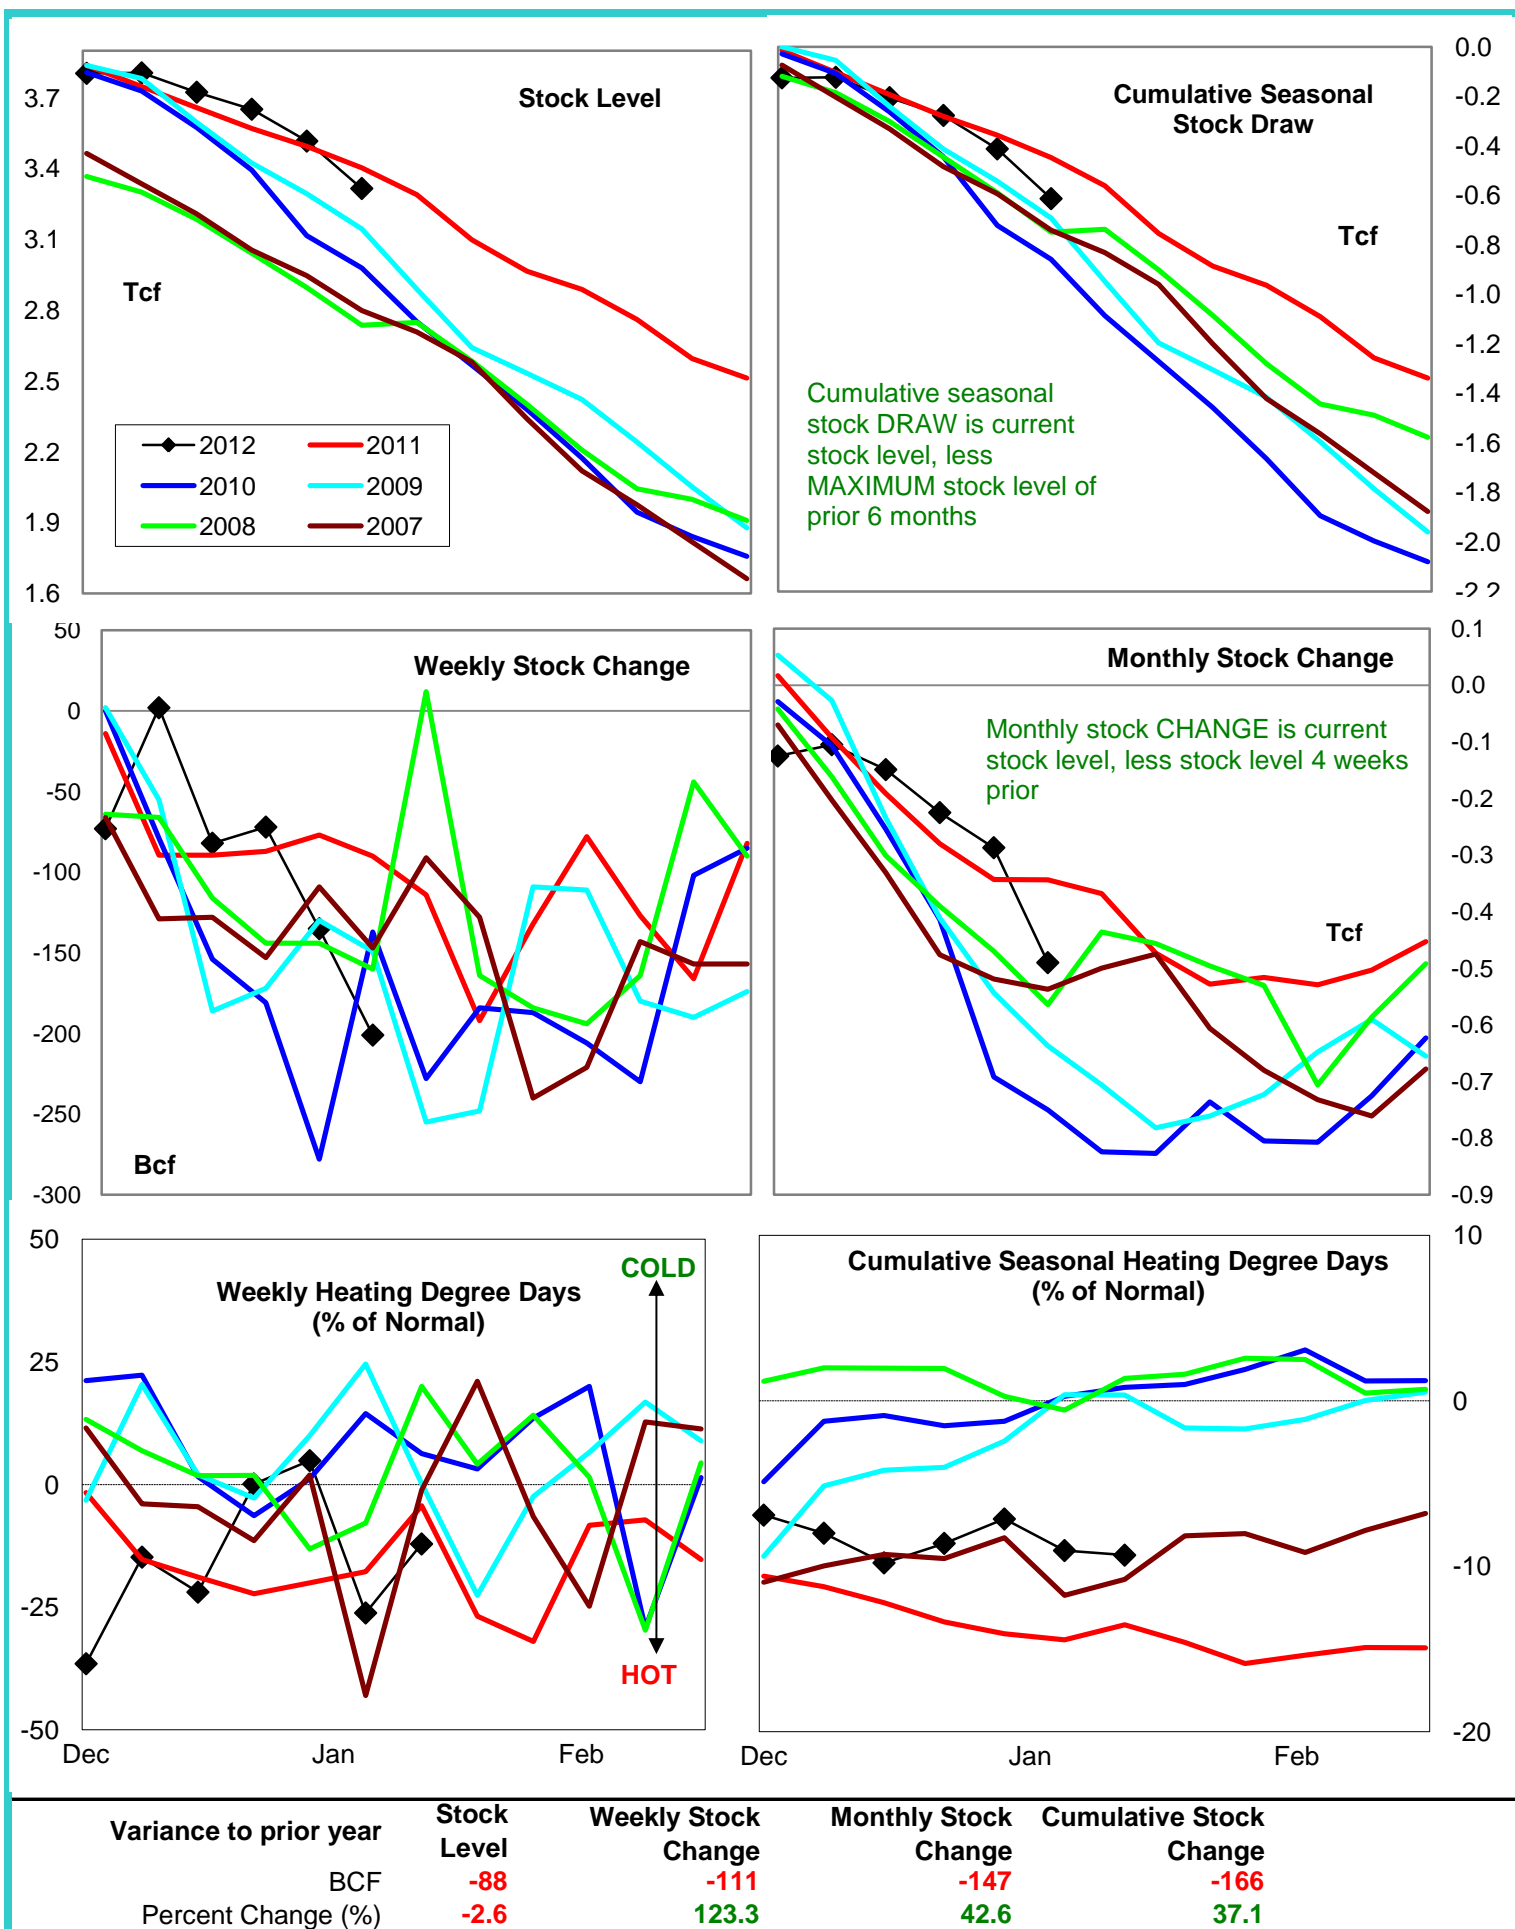 Stock Level
3.7
3.4
3.1
2.8
2.5
2.2
1.9
1.6
Tcf
2012
2011
2010
2009
2008
2007
Cumulative Seasonal
Stock Draw
Tcf
0.0
-0.2
-0.4
-0.6
-0.8
-1.0
-1.2
-1.4
-1.6
-1.8
-2.0
-2.2
Cumulative seasonal
stock DRAW is current
stock level, less
MAXIMUM stock level of
prior 6 months
Weekly Stock Change
50
0
-50
-100
-150
-200
-250
-300
Bcf
Monthly Stock Change
Monthly stock CHANGE is current
stock level, less stock level 4 weeks
prior
Tcf
0.1
0.0
-0.1
-0.2
-0.3
-0.4
-0.5
-0.6
-0.7
-0.8
-0.9
Weekly Heating Degree Days
(% of Normal)
COLD
HOT
50
25
0
-25
-50
Dec
Jan
Feb
Cumulative Seasonal Heating Degree Days
(% of Normal)
10
0
-10
-20
Dec
Jan
Feb
Variance to prior year
Stock
Level
Weekly Stock
Change
Monthly Stock
Change
Cumulative Stock
Change
BCF -88 -111 -147 -166
Percent Change (%) -2.6 123.3 42.6 37.1